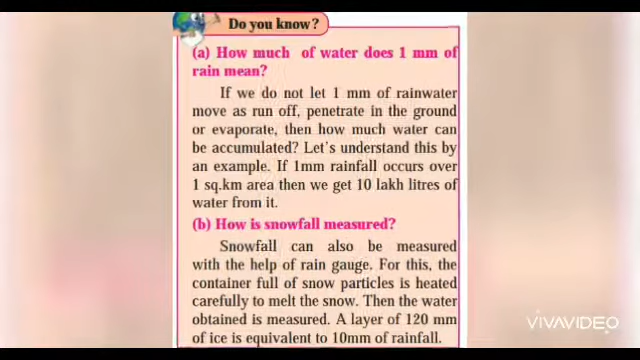 Do you know?
(a) How much of water does 1 mm of
rain mean?
If we do not let 1 mm of rainwater
move as run off, penetrate in the ground
or evaporate, then how much water can
be accumulated? Let's understand this by
an example. If 1mm rainfall occurs over
1 sq.km area then we get 10 lakh litres of
water from it.
(b) How is snowfall measured?
Snowfall can also be measured
with the help of rain gauge. For this, the
container full of snow particles is heated
carefully to melt the snow. Then the water
obtained is measured. A layer of 120 mm
of ice is equivalent to 10mm of rainfall.
VIVAVIDEO